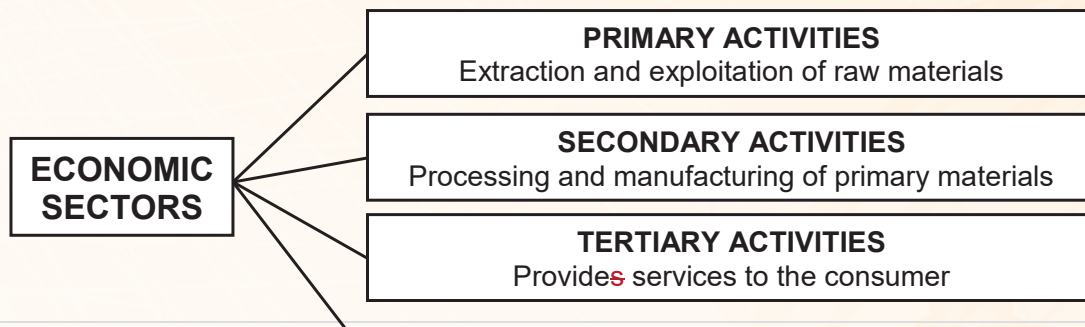 PRIMARY ACTIVITIES
Extraction and exploitation of raw materials
ECONOMIC
SECTORS
SECONDARY ACTIVITIES
Processing and manufacturing of primary materials
TERTIARY ACTIVITIES
Provides services to the consumer